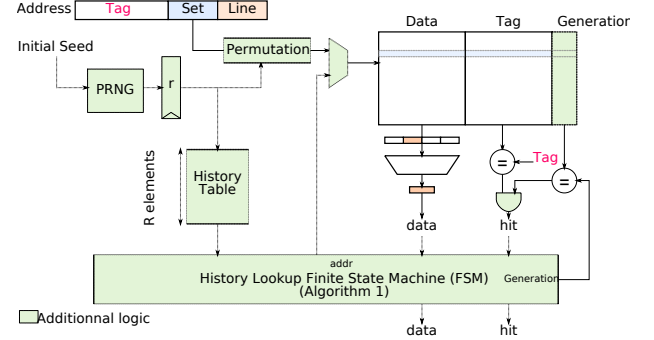 Address Tag Set Line
Data Tag Generation
Initial Seed
Permutation
PRNG
r
R elements
History
Table
Tag
=
=
data hit
addr
History Lookup Finite State Machine (FSM)
Generation
(Algorithm 1)
Additionnal logic
data hit